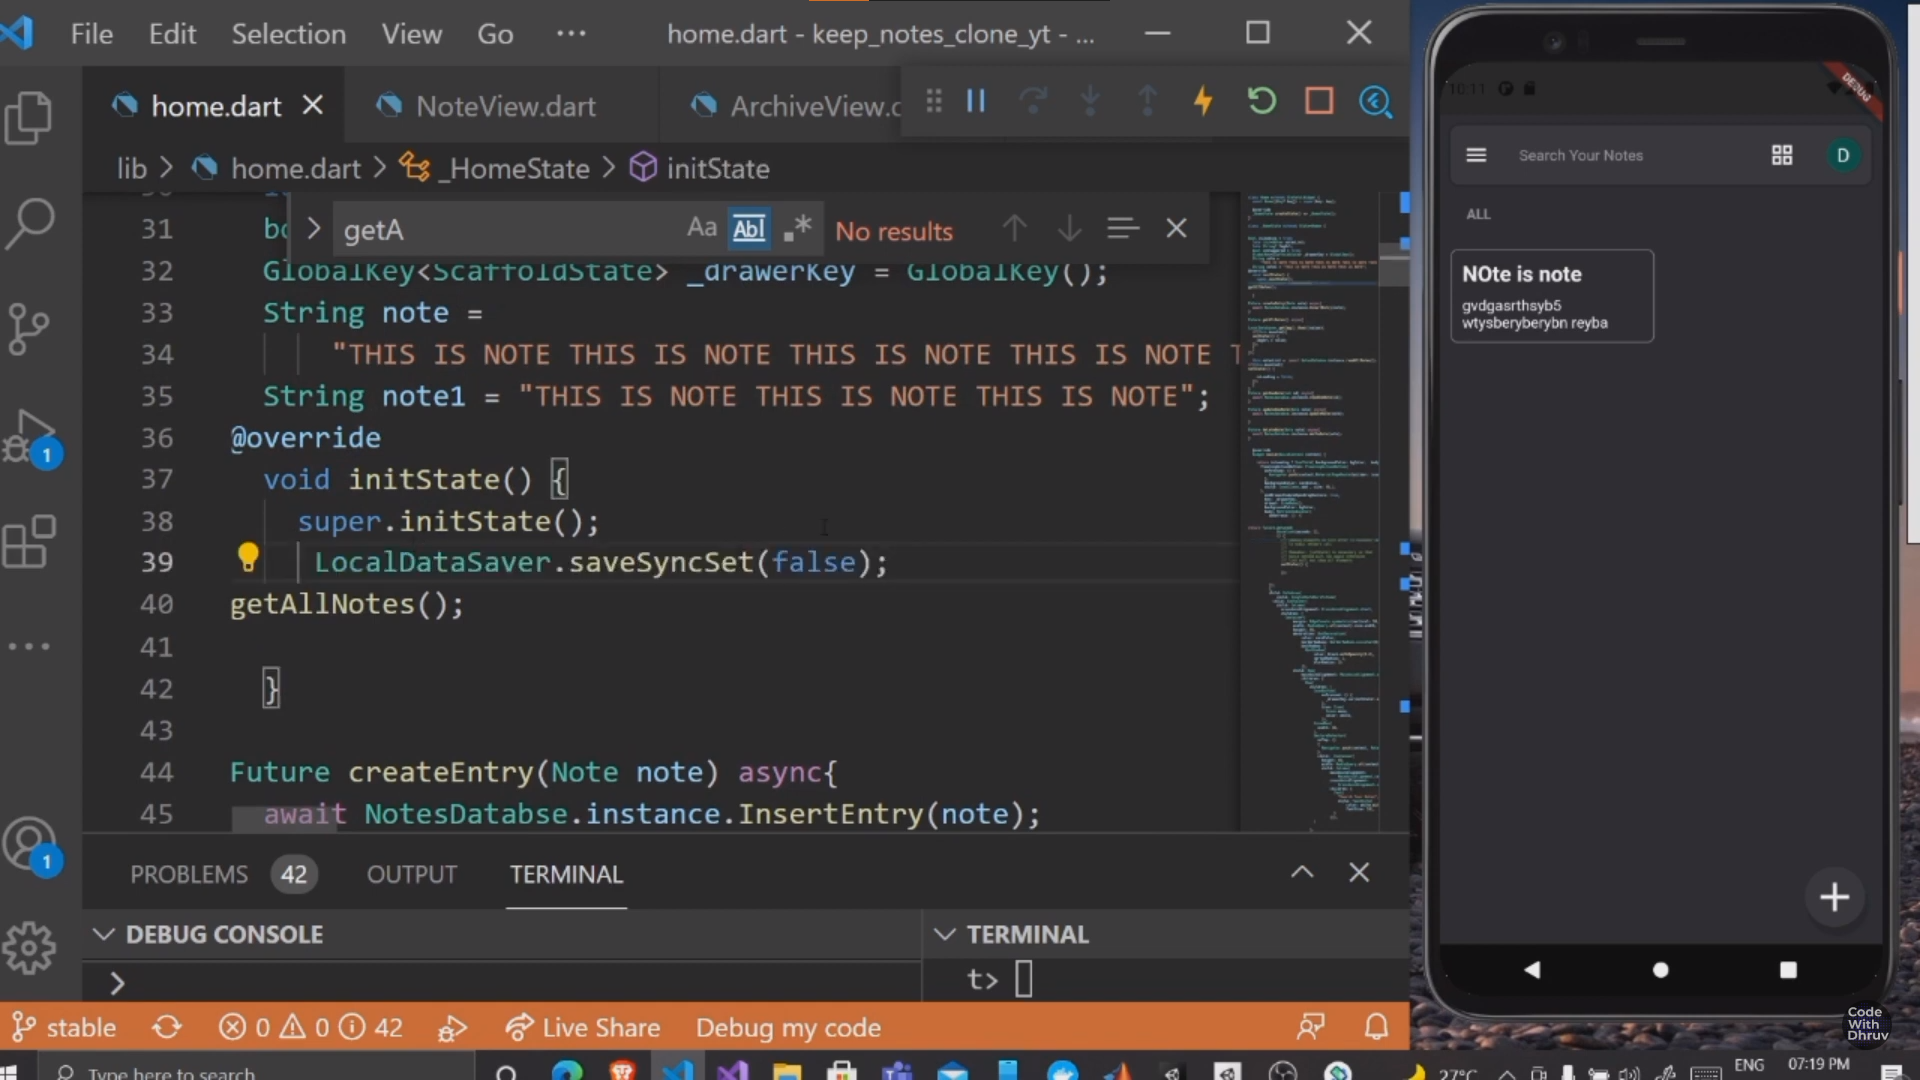 File Edit Selection View Go ··· home.dart - keep_notes_clone_yt - ...
home.dart NoteView.dart ArchiveView.d
lib > home.dart > _HomeState > initState
getA Aa Abl .* No results
31 bo
32 GlobalKey<ScaffoldState> _drawerKey = GlobalKey();
33 String note =
34 "THIS IS NOTE THIS IS NOTE THIS IS NOTE THIS IS NOTE T
35 String note1 = "THIS IS NOTE THIS IS NOTE THIS IS NOTE";
36 @override
37 void initState() {
38 super.initState();
39 LocalDataSaver.saveSyncSet(false);
40 getAllNotes();
41
42 }
43
44 Future createEntry(Note note) async{
45 await NotesDatabse.instance.InsertEntry(note);
1
1
PROBLEMS 42 OUTPUT TERMINAL
DEBUG CONSOLE TERMINAL
> t>
stable 0 0 42 Live Share Debug my code
Type here to search 27°C ENG 07:19 PM
10:11 DEBUG
Search Your Notes D
ALL
NOte is note
gvdgasrthsyb5
wtysberyberybn reyba
+
Code
With
Dhruv